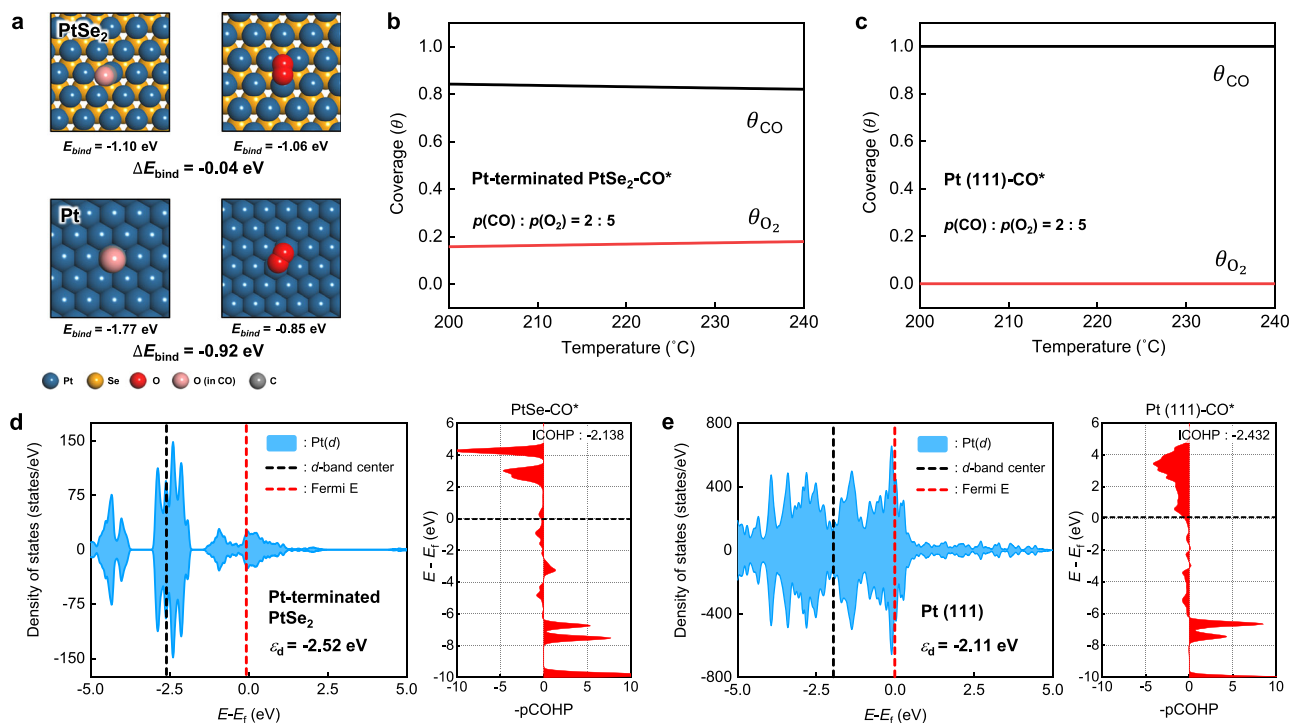 a
PtSe2
Ebind = -1.10 eV
Ebind = -1.06 eV
ΔEbind = -0.04 eV
Pt
Ebind = -1.77 eV
Ebind = -0.85 eV
ΔEbind = -0.92 eV
Pt Se O O (in CO) C
b
1.0
0.8
0.6
0.4
0.2
0.0
Coverage (θ)
θCO
Pt-terminated PtSe2-CO*
p(CO) : p(O2) = 2 : 5
θO2
200 210 220 230 240
Temperature (˚C)
c
1.0
0.8
0.6
0.4
0.2
0.0
Coverage (θ)
θCO
Pt (111)-CO*
p(CO) : p(O2) = 2 : 5
θO2
200 210 220 230 240
Temperature (˚C)
d
150
75
0
-75
-150
Density of states (states/eV)
: Pt(d)
: d-band center
: Fermi E
Pt-terminated
PtSe2
εd = -2.52 eV
-5.0 -2.5 0.0 2.5 5.0
E-Ef (eV)
PtSe-CO*
ICOHP : -2.138
6
4
2
0
-2
-4
-6
-8
-10
E - Ef (eV)
-10 -5 0 5 10
-pCOHP
e
800
400
0
-400
-800
Density of states (states/eV)
: Pt(d)
: d-band center
: Fermi E
Pt (111)
εd = -2.11 eV
-5.0 -2.5 0.0 2.5 5.0
E-Ef (eV)
Pt (111)-CO*
ICOHP : -2.432
6
4
2
0
-2
-4
-6
-8
-10
E - Ef (eV)
-10 -5 0 5 10
-pCOHP